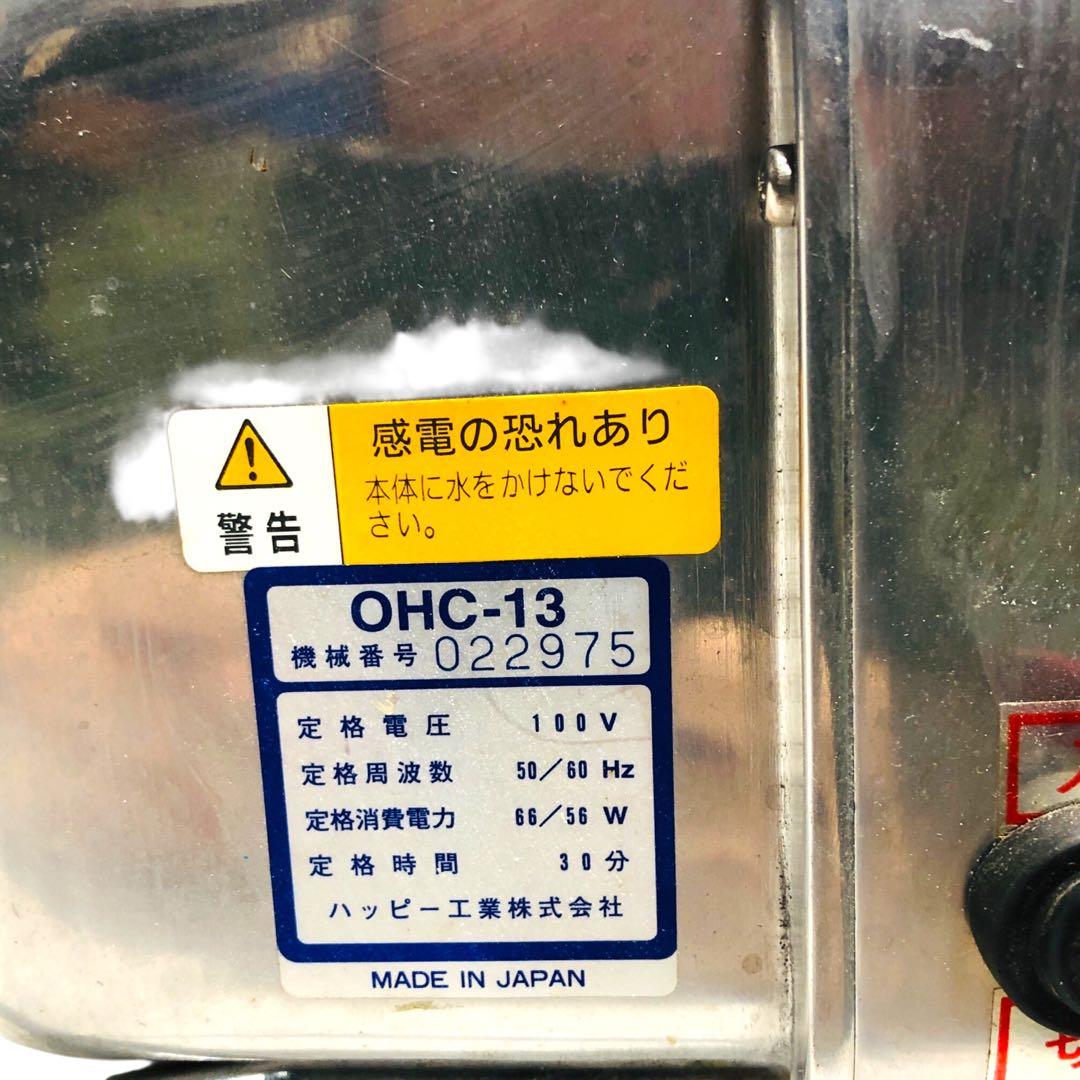 感電の恐れあり
本体に水をかけないでくだ
さい。
警告
OHC-13
機械番号 022975
定格電圧 100 V
定格周波数 50/60 Hz
定格消費電力 66/56 W
定格時間 30分
ハッピー工業株式会社
MADE IN JAPAN